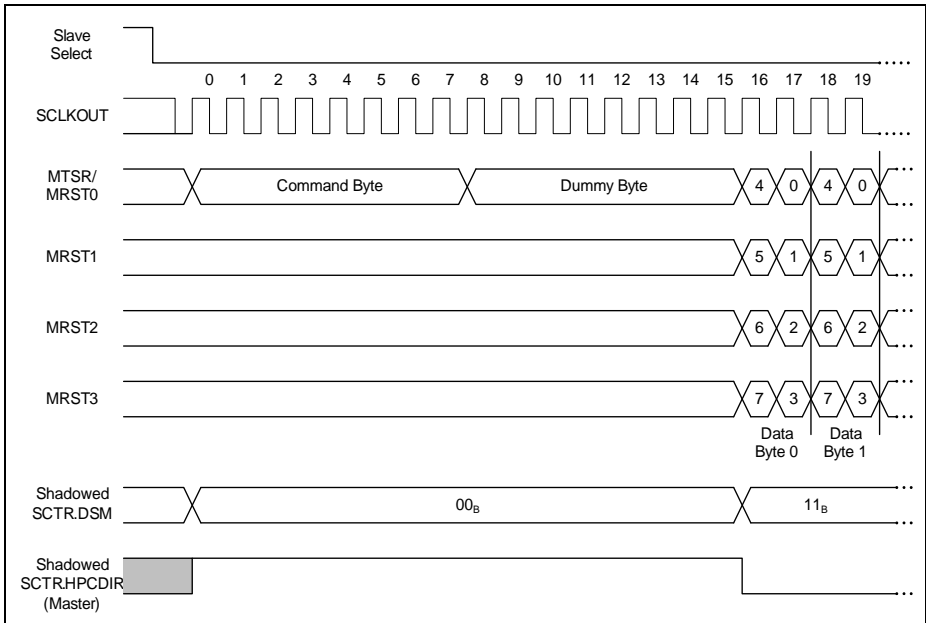 Slave
Select
0 1 2 3 4 5 6 7 8 9 10 11 12 13 14 15 16 17 18 19
SCLKOUT
MTSR/
MRST0
Command Byte
Dummy Byte
4 0 4 0
MRST1
5 1 5 1
MRST2
6 2 6 2
MRST3
7 3 7 3
Data
Byte 0
Data
Byte 1
Shadowed
SCTR.DSM
00B
11B
Shadowed
SCTR.HPCDIR
(Master)